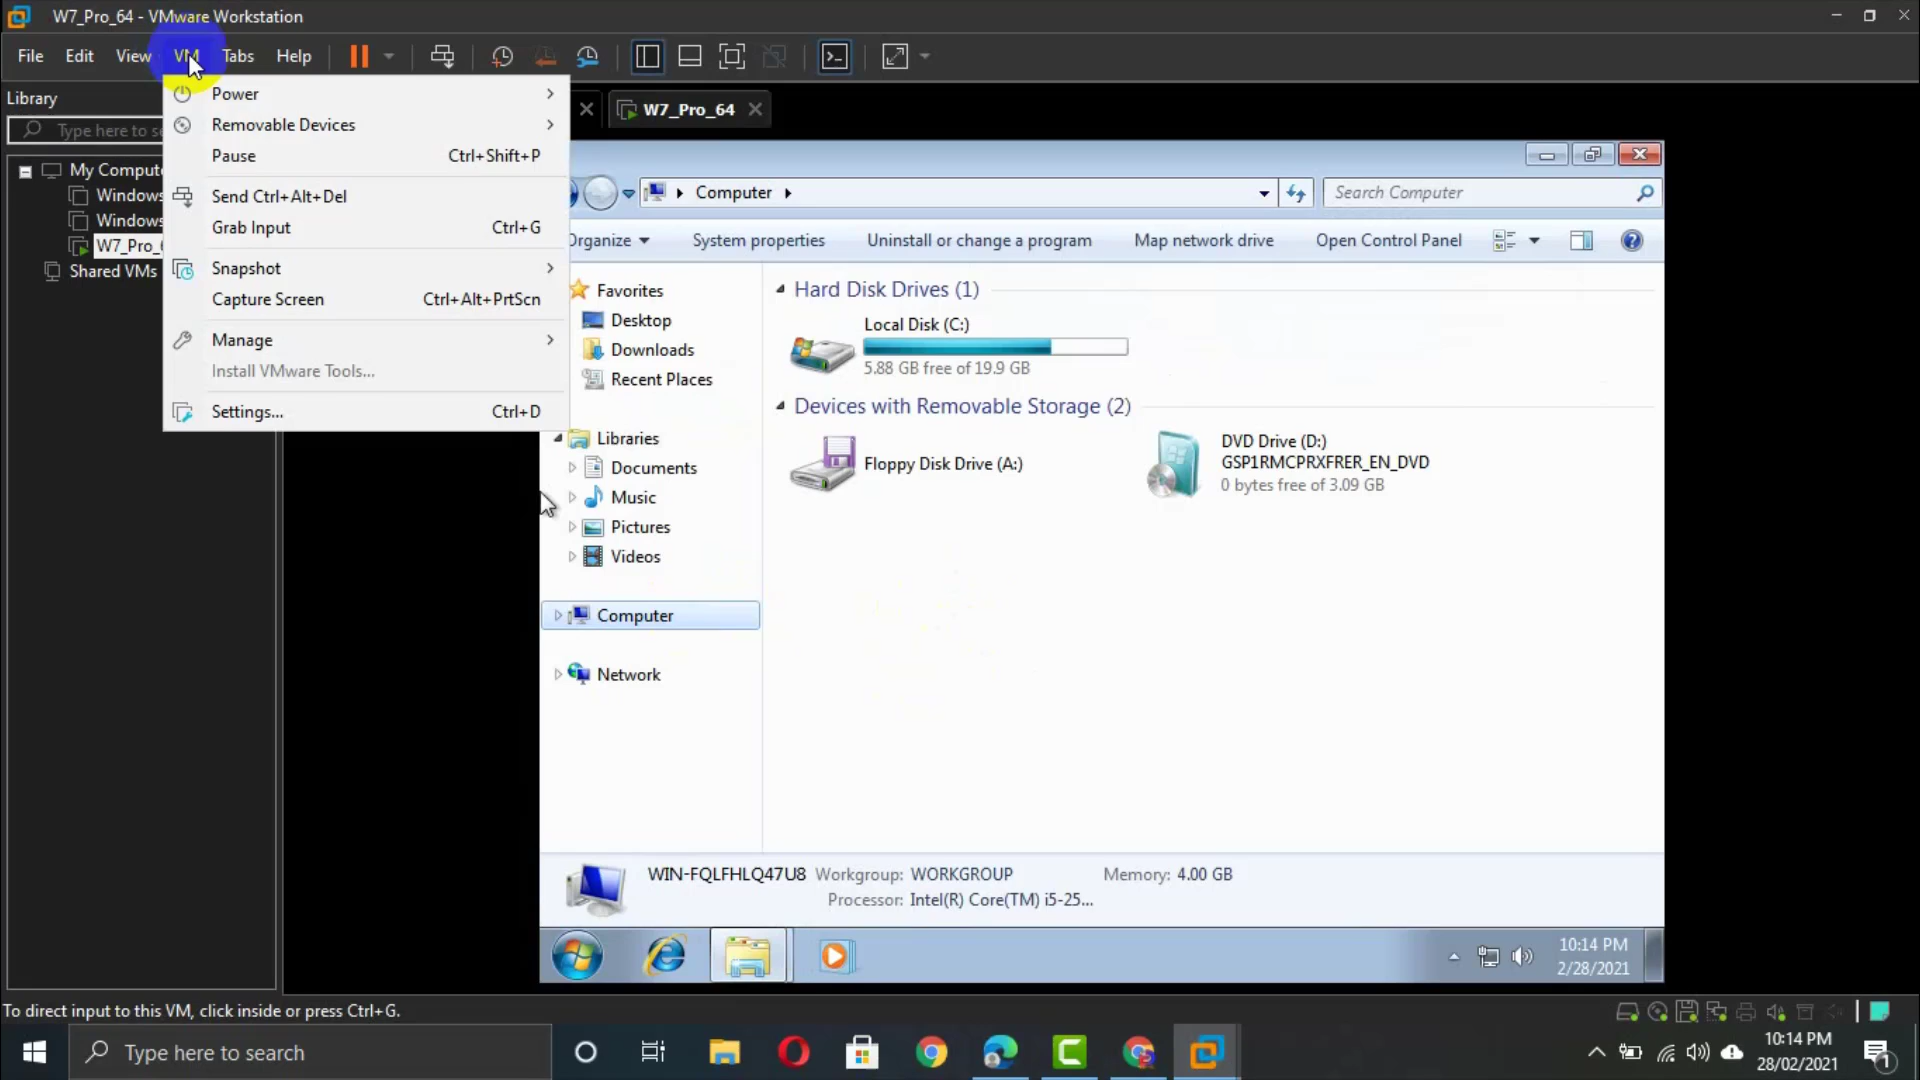 W7_Pro_64 - VMware Workstation
File Edit View VM Tabs Help
Library
Type here to se
My Comput
Windows
Windows
W7_Pro_6
Shared VMs
Power
Removable Devices
Pause Ctrl+Shift+P
Send Ctrl+Alt+Del
Grab Input Ctrl+G
Snapshot
Capture Screen Ctrl+Alt+PrtScn
Manage
Install VMware Tools...
Settings... Ctrl+D
W7_Pro_64
Computer
Search Computer
Organize System properties Uninstall or change a program Map network drive Open Control Panel
Favorites
Desktop
Downloads
Recent Places
Libraries
Documents
Music
Pictures
Videos
Computer
Network
Hard Disk Drives (1)
Local Disk (C:)
5.88 GB free of 19.9 GB
Devices with Removable Storage (2)
Floppy Disk Drive (A:)
DVD Drive (D:)
GSP1RMCPRXFRER_EN_DVD
0 bytes free of 3.09 GB
WIN-FQLFHLQ47U8 Workgroup: WORKGROUP Memory: 4.00 GB
Processor: Intel(R) Core(TM) i5-25...
10:14 PM
2/28/2021
To direct input to this VM, click inside or press Ctrl+G.
Type here to search
10:14 PM
28/02/2021
1